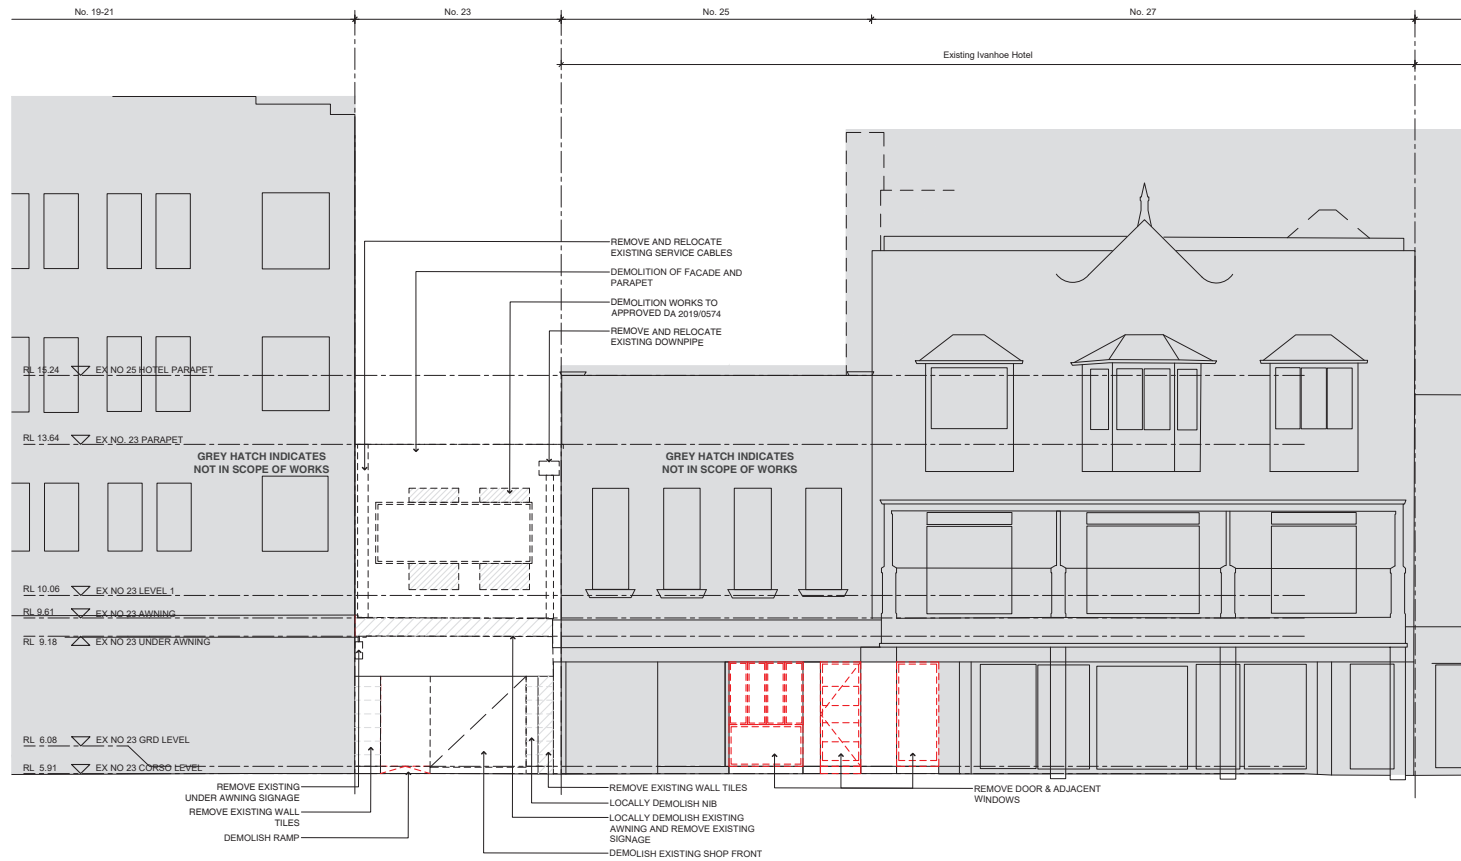 No. 19-21
No. 23
No. 25
No. 27
Existing Ivanhoe Hotel
REMOVE AND RELOCATE
EXISTING SERVICE CABLES
DEMOLITION OF FACADE AND
PARAPET
DEMOLITION WORKS TO
APPROVED DA 2019/0574
REMOVE AND RELOCATE
EXISTING DOWNPIPE
RL 15.24 EX NO 25 HOTEL PARAPET
RL 13.64 EX NO. 23 PARAPET
GREY HATCH INDICATES
NOT IN SCOPE OF WORKS
GREY HATCH INDICATES
NOT IN SCOPE OF WORKS
RL 10.06 EX NO 23 LEVEL 1
RL 9.61 EX NO 23 AWNING
RL 9.18 EX NO 23 UNDER AWNING
RL 6.08 EX NO 23 GRD LEVEL
RL 5.91 EX NO 23 CORSO LEVEL
REMOVE EXISTING
UNDER AWNING SIGNAGE
REMOVE EXISTING WALL
TILES
DEMOLISH RAMP
REMOVE EXISTING WALL TILES
LOCALLY DEMOLISH NIB
LOCALLY DEMOLISH EXISTING
AWNING AND REMOVE EXISTING
SIGNAGE
DEMOLISH EXISTING SHOP FRONT
REMOVE DOOR & ADJACENT
WINDOWS